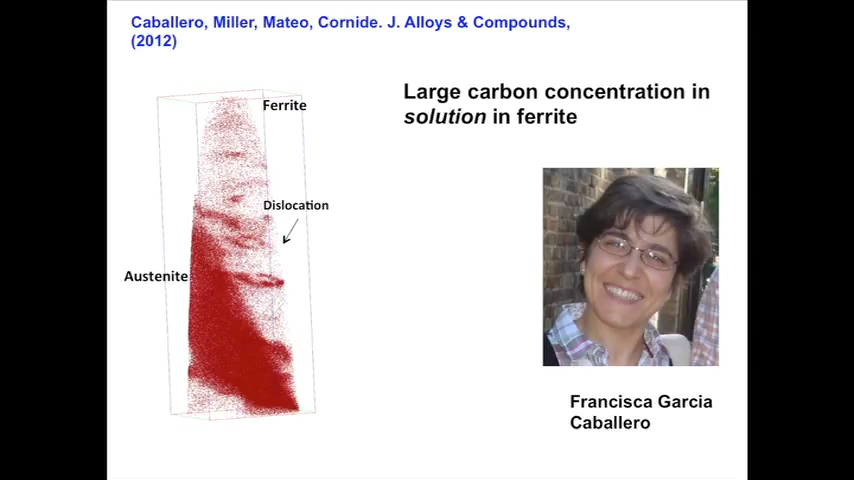 Caballero, Miller, Mateo, Cornide. J. Alloys & Compounds,
(2012)
Large carbon concentration in
solution in ferrite
Ferrite
Dislocation
Austenite
Francisca Garcia
Caballero